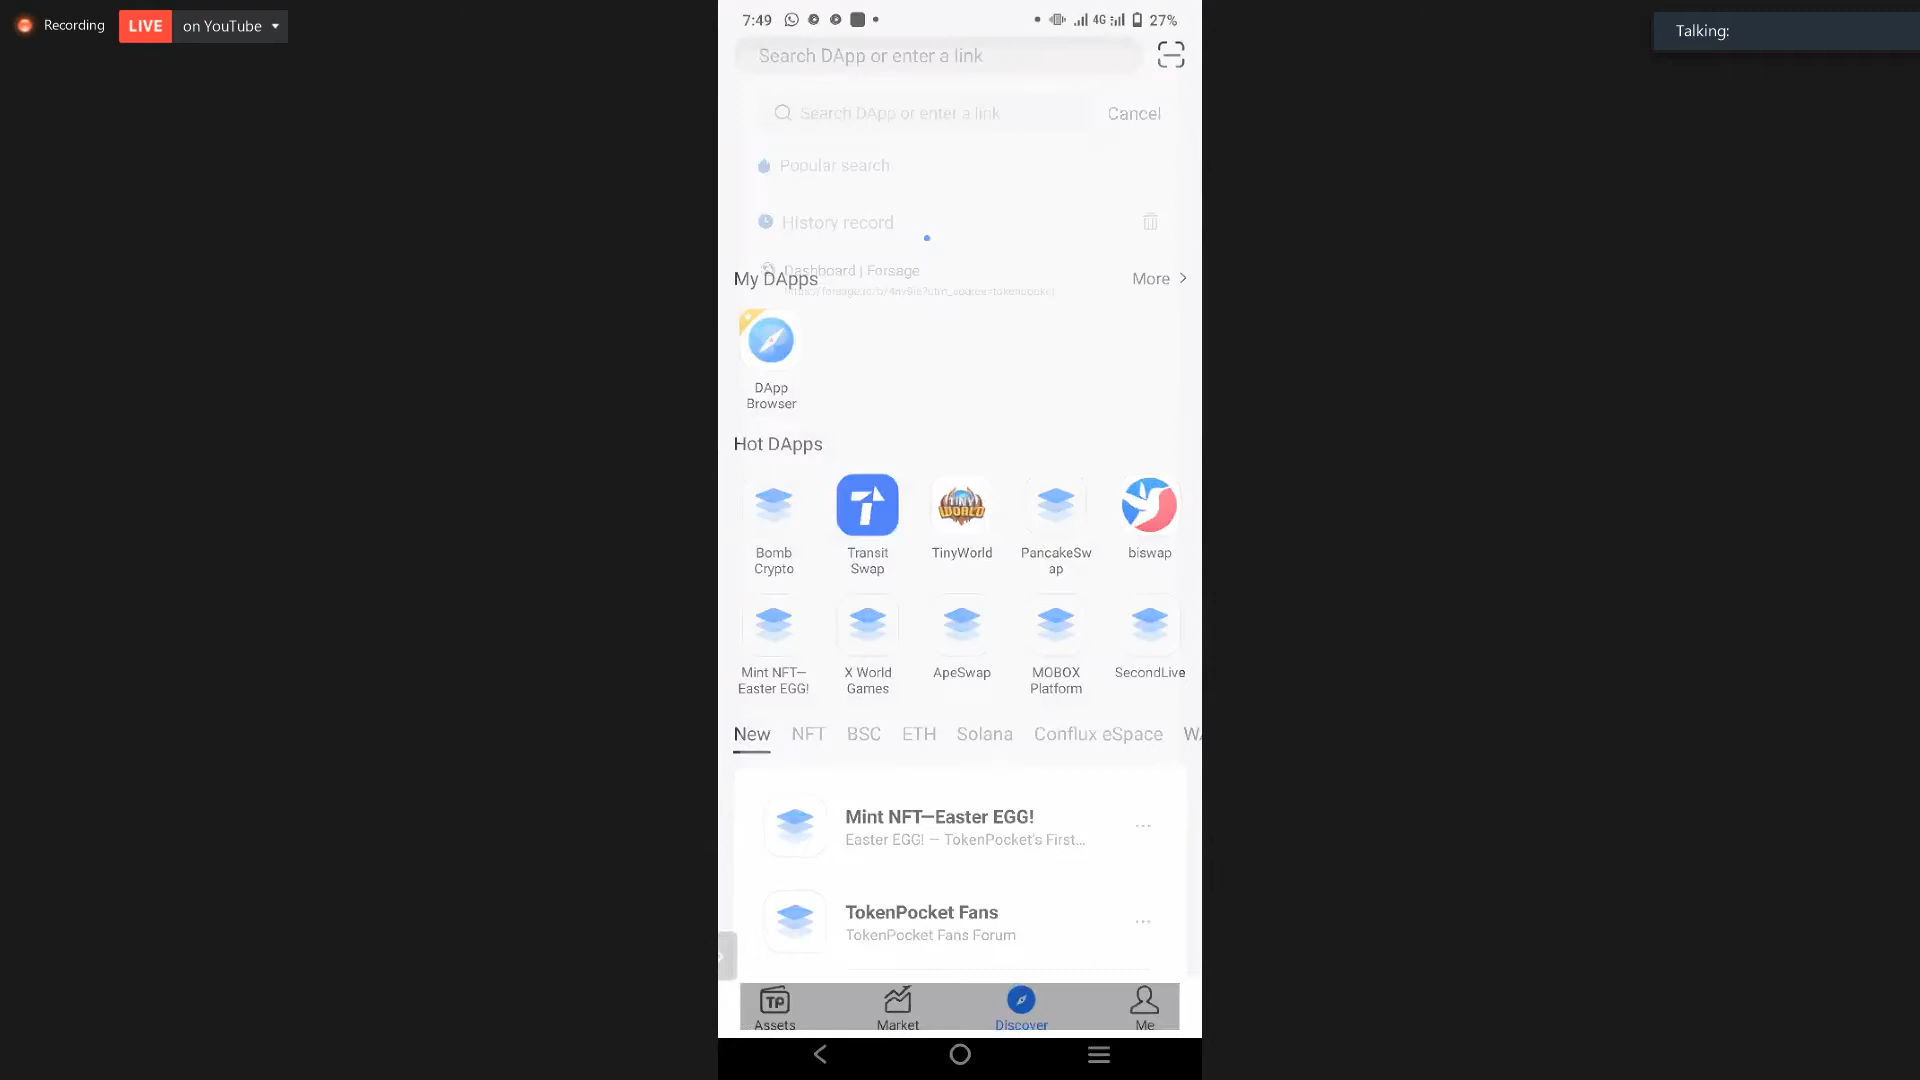 Recording
LIVE
on YouTube
Talking:
7:49
4G
27%
Search DApp or enter a link
Search DApp or enter a link
Cancel
Popular search
History record
Dashboard | Forsage
My DApps
More
DApp
Browser
Hot DApps
Bomb
Crypto
Transit
Swap
TINY
WORLD
TinyWorld
PancakeSw
ap
biswap
Mint NFT—
Easter EGG!
X World
Games
ApeSwap
MOBOX
Platform
SecondLive
New
NFT
BSC
ETH
Solana
Conflux eSpace
Mint NFT—Easter EGG!
Easter EGG! — TokenPocket's First...
TokenPocket Fans
TokenPocket Fans Forum
TP
Assets
Market
Discover
Me